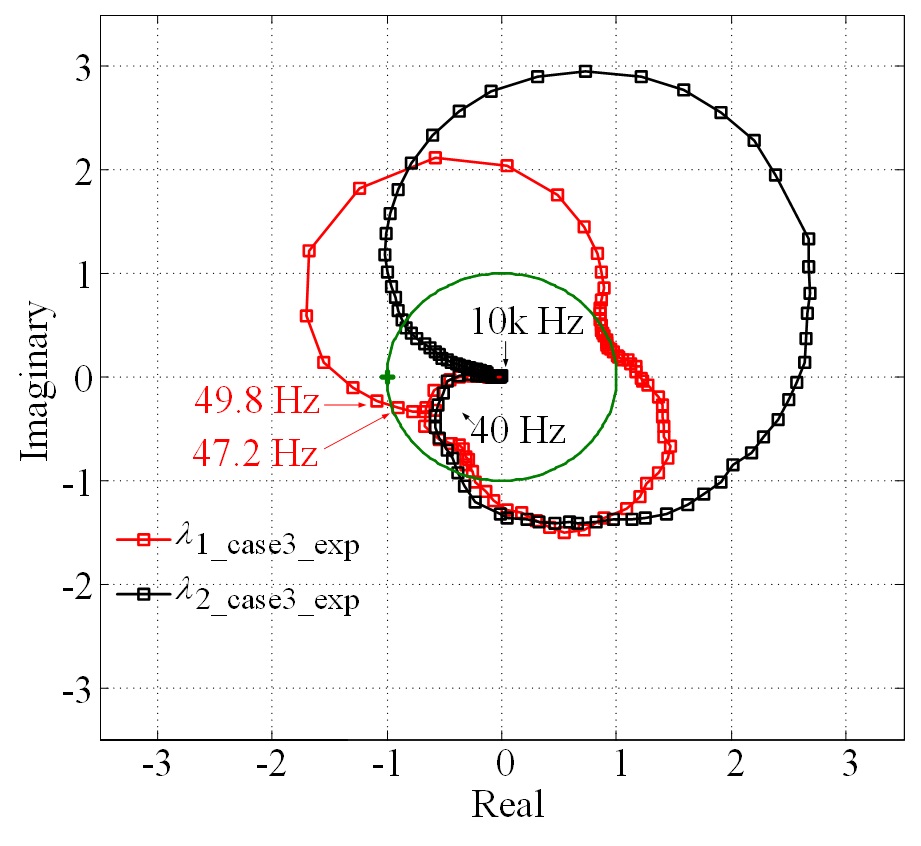 3
2
1
0
-1
-2
-3
Imaginary
10k Hz
49.8 Hz
40 Hz
47.2 Hz
λ1_case3_exp
λ2_case3_exp
-3 -2 -1 0 1 2 3
Real